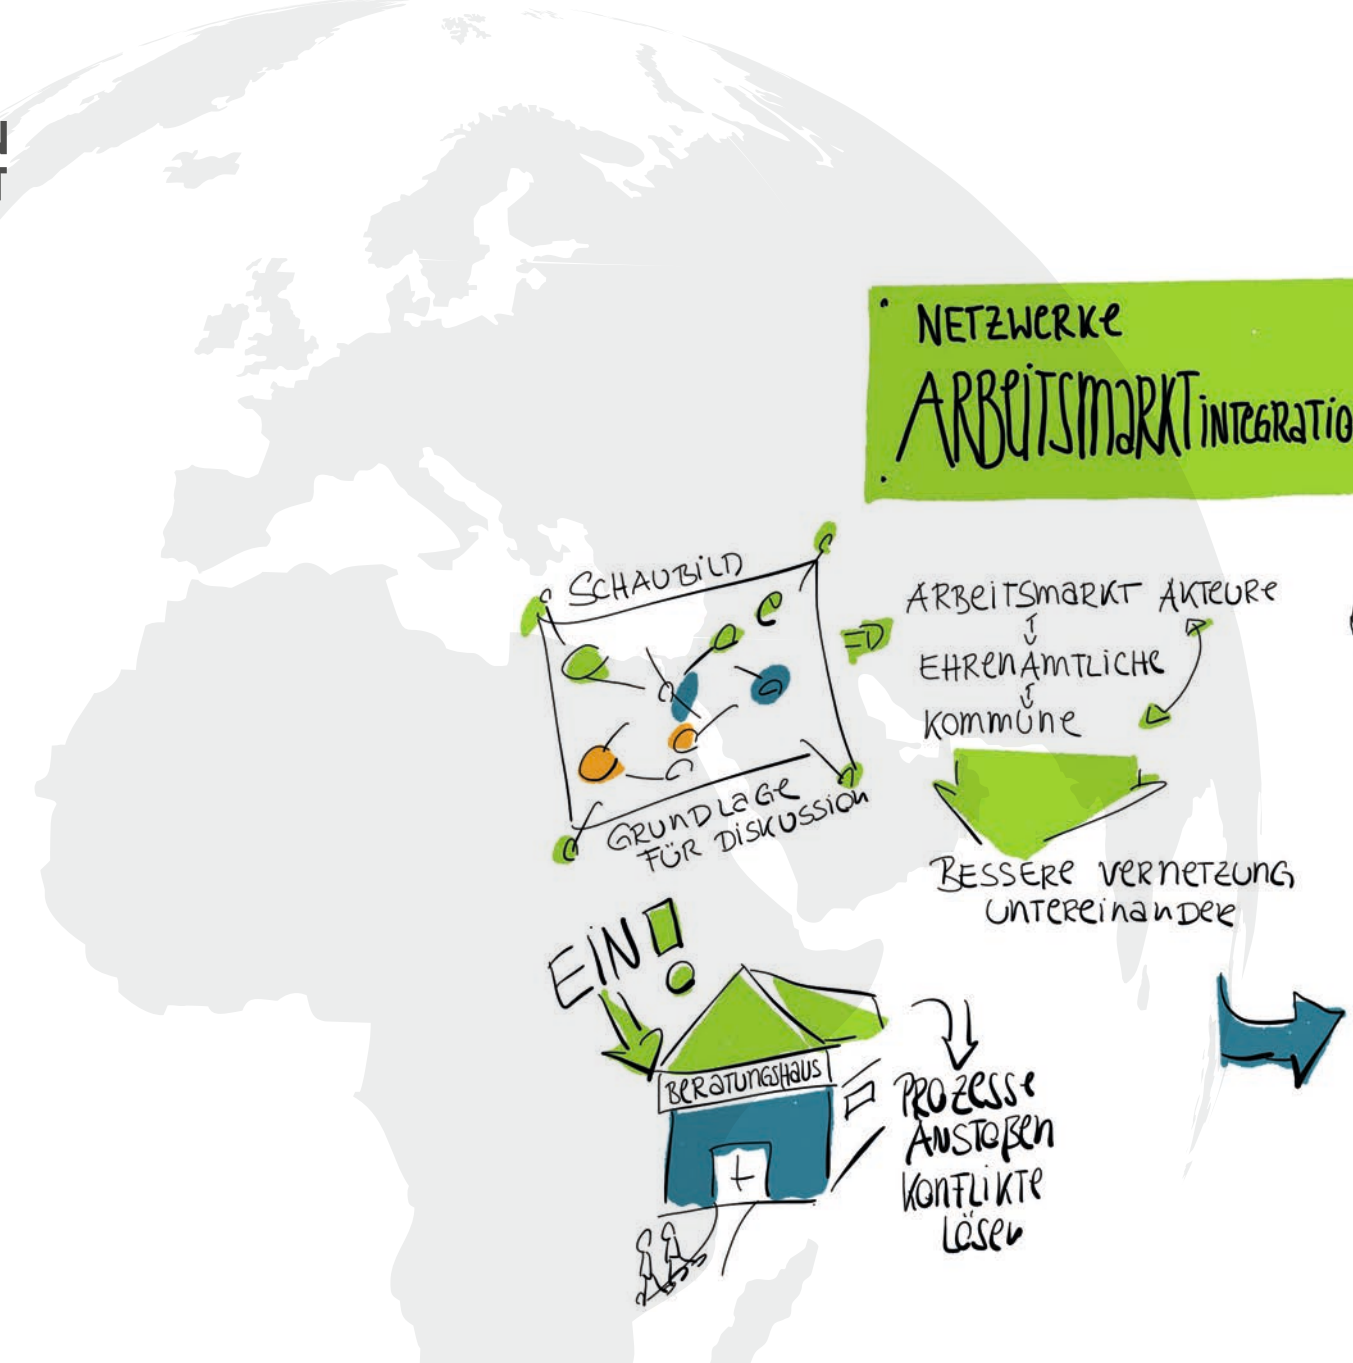 N
T
NETZWERKE
ARBEITSMARKTINTEGRATIO
SCHAUBILD
GRUNDLAGE
FÜR DISKUSSION
ARBEITSMARKT AKTEURE
EHRENAMTLICHE
KOMMUNE
BESSERE VERNETZUNG
UNTEREINANDER
EIN!
BERATUNGSHAUS
PROZESSE
ANSTOßEN
KONFLIKTE
LÖSEN